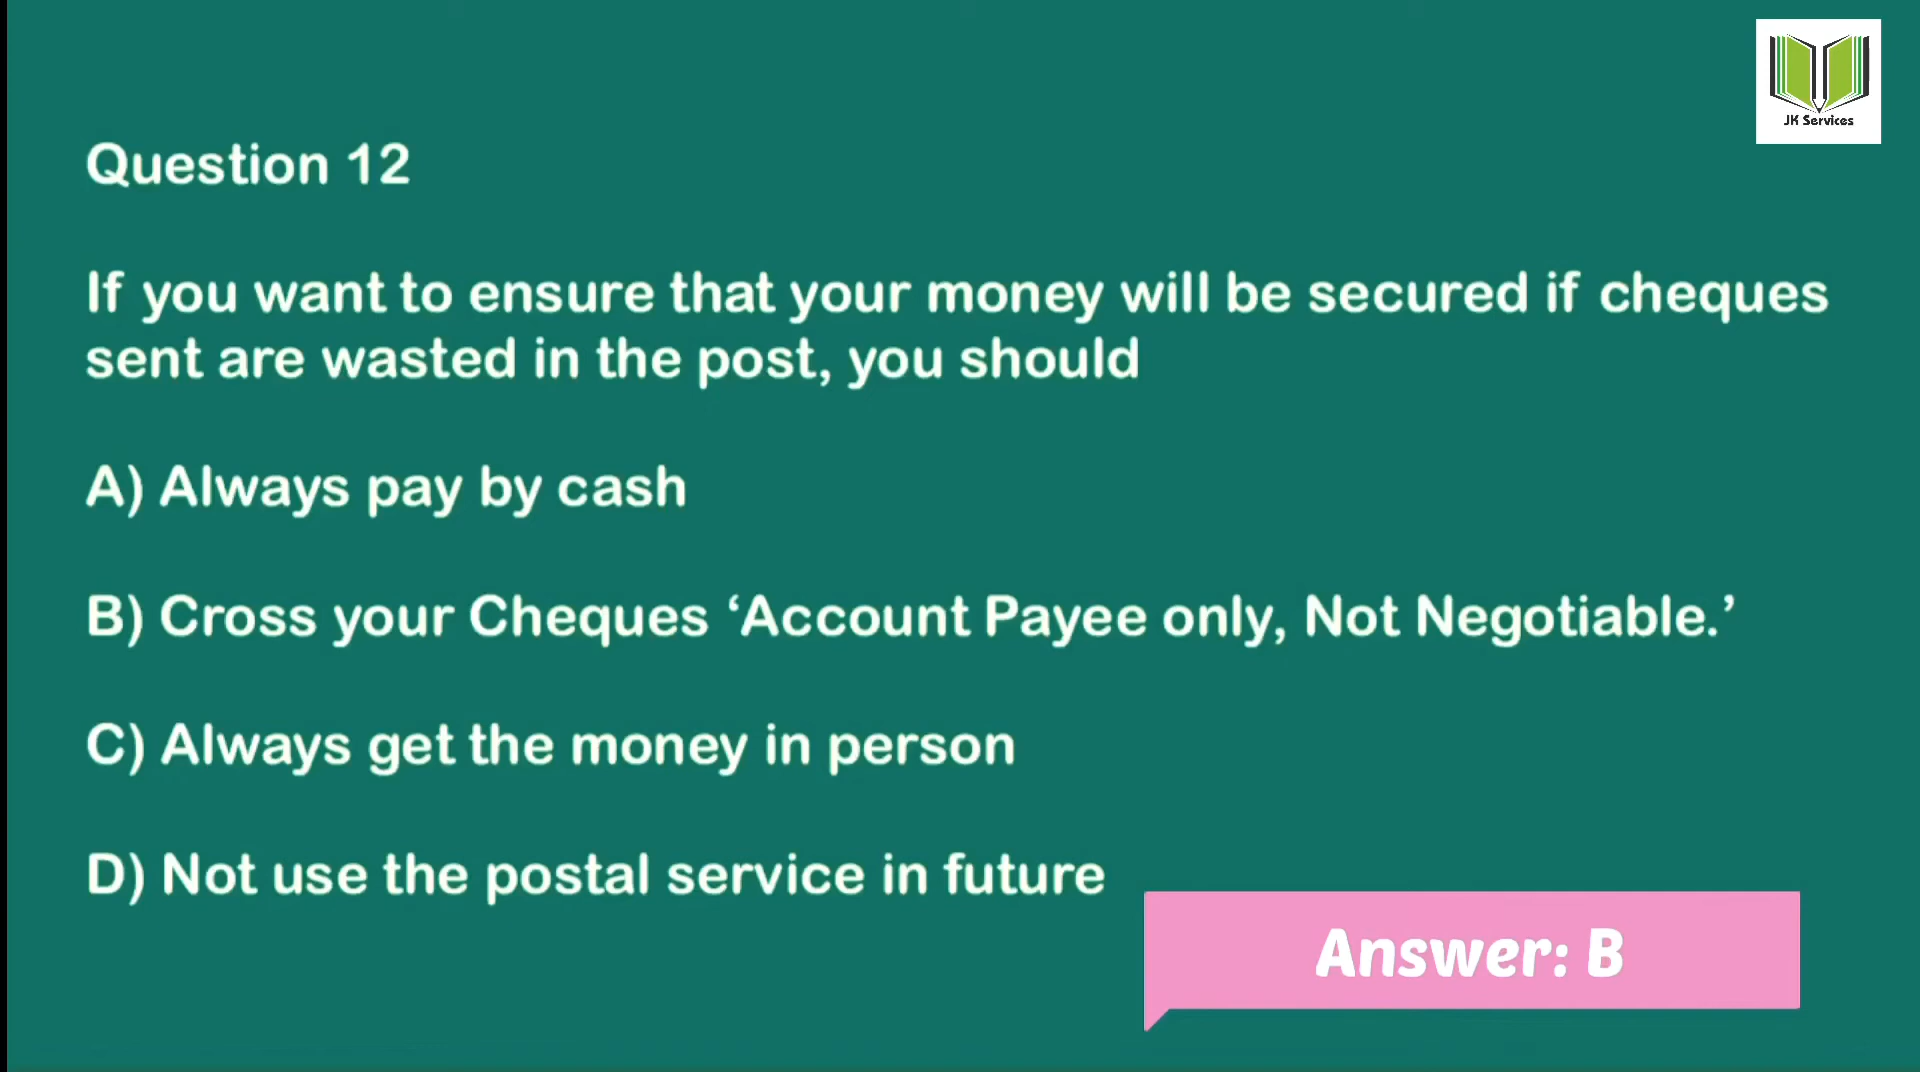 JK Services
Question 12
If you want to ensure that your money will be secured if cheques
sent are wasted in the post, you should
A) Always pay by cash
B) Cross your Cheques ‘Account Payee only, Not Negotiable.’
C) Always get the money in person
D) Not use the postal service in future
Answer: B